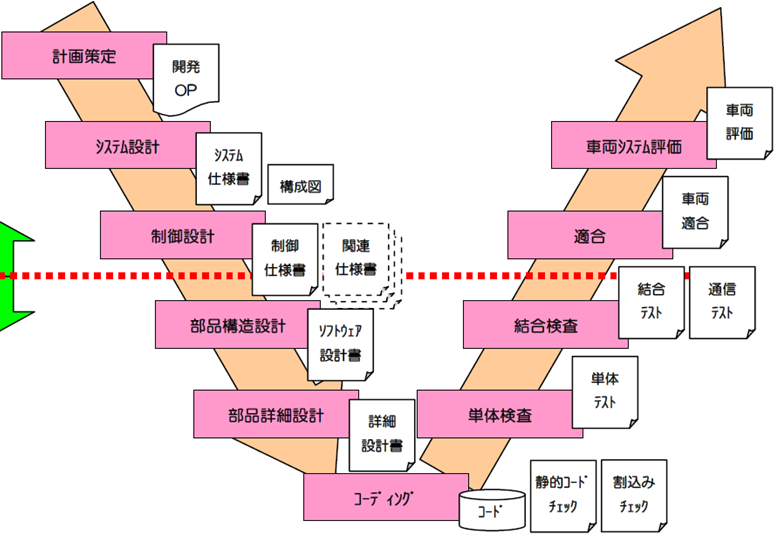 計画策定
開発
OP
ｼｽﾃﾑ設計
ｼｽﾃﾑ
仕様書
構成図
制御設計
制御
仕様書
関連
仕様書
部品構造設計
ｿﾌﾄｳｪｱ
設計書
部品詳細設計
詳細
設計書
ｺｰﾃﾞｨﾝｸﾞ
ｺｰﾄﾞ
静的ｺｰﾄﾞ
ﾁｪｯｸ
割込み
ﾁｪｯｸ
単体検査
単体
ﾃｽﾄ
結合検査
結合
ﾃｽﾄ
通信
ﾃｽﾄ
適合
車両
適合
車両ｼｽﾃﾑ評価
車両
評価